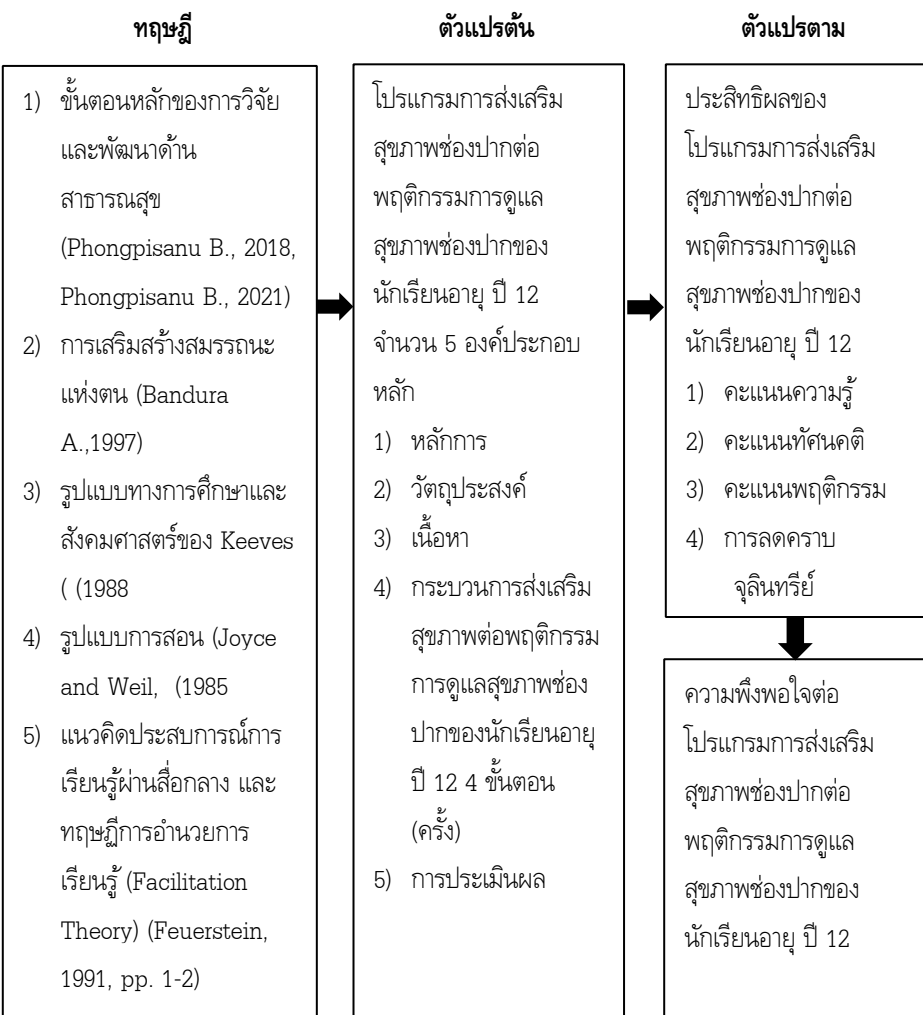 ทฤษฎี
1) ขั้นตอนหลักของการวิจัย
และพัฒนาด้าน
สาธารณสุข
(Phongpisanu B., 2018,
Phongpisanu B., 2021)
2) การเสริมสร้างสมรรถนะ
แห่งตน (Bandura
A.,1997)
3) รูปแบบทางการศึกษาและ
สังคมศาสตร์ของ Keeves
( (1988
4) รูปแบบการสอน (Joyce
and Weil, (1985
5) แนวคิดประสบการณ์การ
เรียนรู้ผ่านสื่อกลาง และ
ทฤษฏีการอำนวยการ
เรียนรู้ (Facilitation
Theory) (Feuerstein,
1991, pp. 1-2)
ตัวแปรต้น
โปรแกรมการส่งเสริม
สุขภาพช่องปากต่อ
พฤติกรรมการดูแล
สุขภาพช่องปากของ
นักเรียนอายุ ปี 12
จำนวน 5 องค์ประกอบ
หลัก
1) หลักการ
2) วัตถุประสงค์
3) เนื้อหา
4) กระบวนการส่งเสริม
สุขภาพต่อพฤติกรรม
การดูแลสุขภาพช่อง
ปากของนักเรียนอายุ
ปี 12 4 ขั้นตอน
(ครั้ง)
5) การประเมินผล
ตัวแปรตาม
ประสิทธิผลของ
โปรแกรมการส่งเสริม
สุขภาพช่องปากต่อ
พฤติกรรมการดูแล
สุขภาพช่องปากของ
นักเรียนอายุ ปี 12
1) คะแนนความรู้
2) คะแนนทัศนคติ
3) คะแนนพฤติกรรม
4) การลดคราบ
จุลินทรีย์
ความพึงพอใจต่อ
โปรแกรมการส่งเสริม
สุขภาพช่องปากต่อ
พฤติกรรมการดูแล
สุขภาพช่องปากของ
นักเรียนอายุ ปี 12